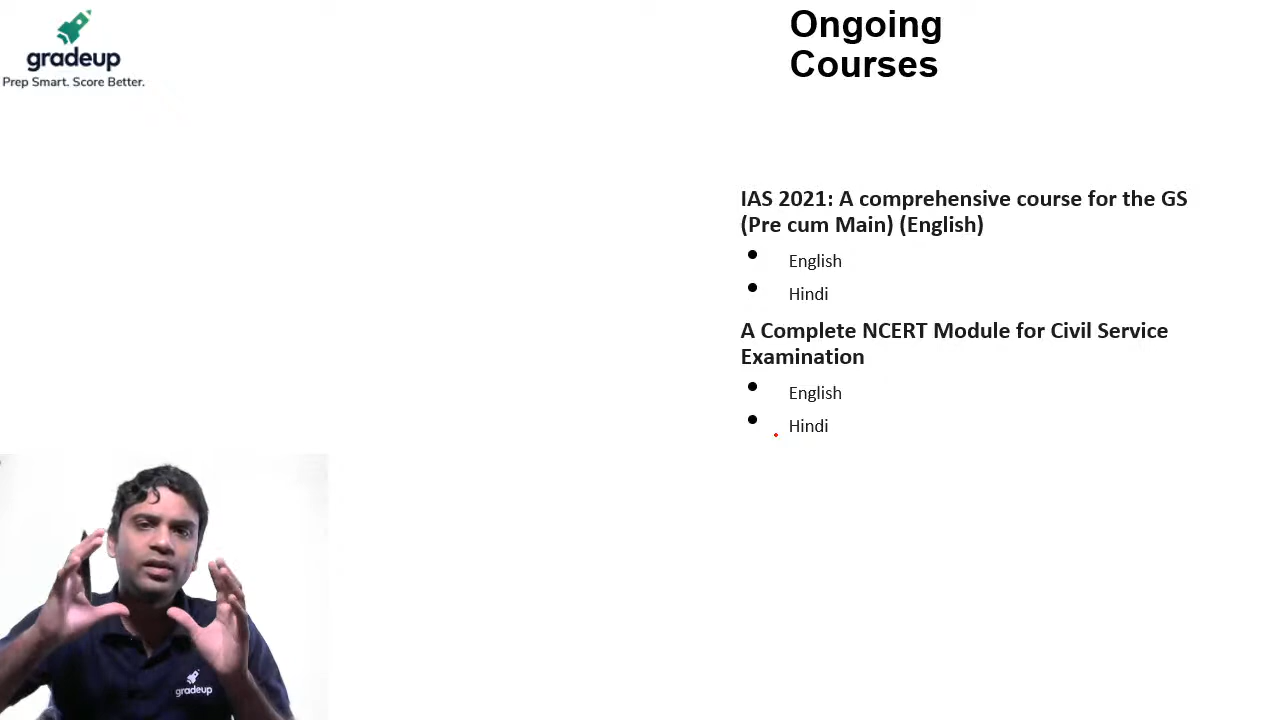 gradeup
Prep Smart. Score Better.
Ongoing
Courses
IAS 2021: A comprehensive course for the GS
(Pre cum Main) (English)
English
Hindi
A Complete NCERT Module for Civil Service
Examination
English
Hindi
gradeup